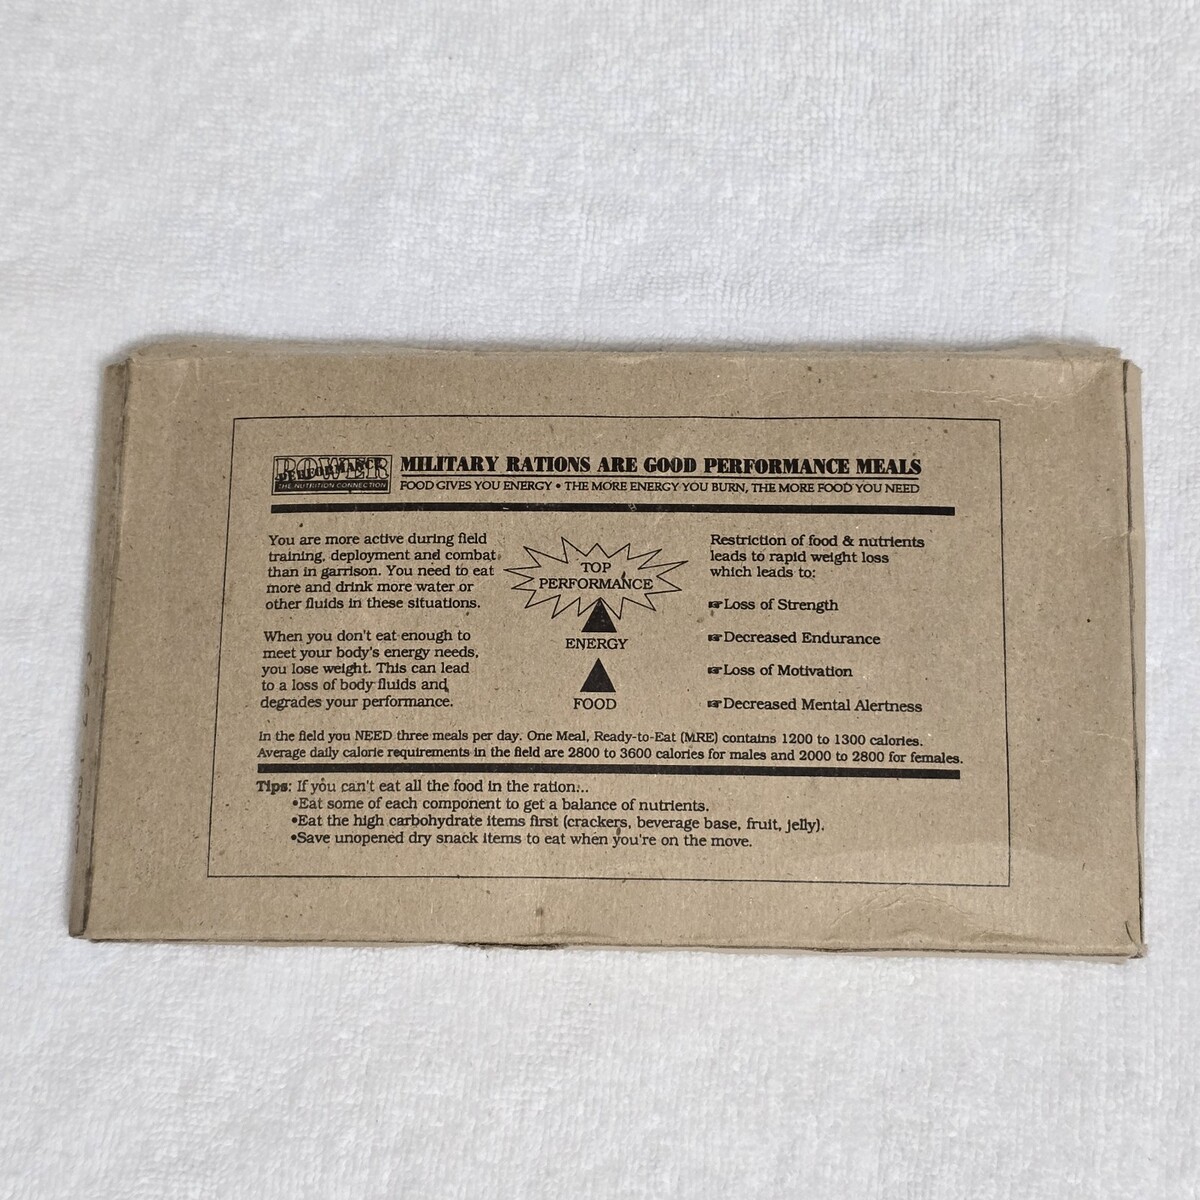 POWER
PERFORMANCE
THE NUTRITION CONNECTION
MILITARY RATIONS ARE GOOD PERFORMANCE MEALS
FOOD GIVES YOU ENERGY • THE MORE ENERGY YOU BURN, THE MORE FOOD YOU NEED
You are more active during field
training, deployment and combat
than in garrison. You need to eat
more and drink more water or
other fluids in these situations.
When you don't eat enough to
meet your body's energy needs,
you lose weight. This can lead
to a loss of body fluids and
degrades your performance.
TOP
PERFORMANCE
ENERGY
FOOD
Restriction of food & nutrients
leads to rapid weight loss
which leads to:
☞Loss of Strength
☞Decreased Endurance
☞Loss of Motivation
☞Decreased Mental Alertness
In the field you NEED three meals per day. One Meal, Ready-to-Eat (MRE) contains 1200 to 1300 calories.
Average daily calorie requirements in the field are 2800 to 3600 calories for males and 2000 to 2800 for females.
Tips: If you can't eat all the food in the ration...
•Eat some of each component to get a balance of nutrients.
•Eat the high carbohydrate items first (crackers, beverage base, fruit, jelly).
•Save unopened dry snack items to eat when you're on the move.